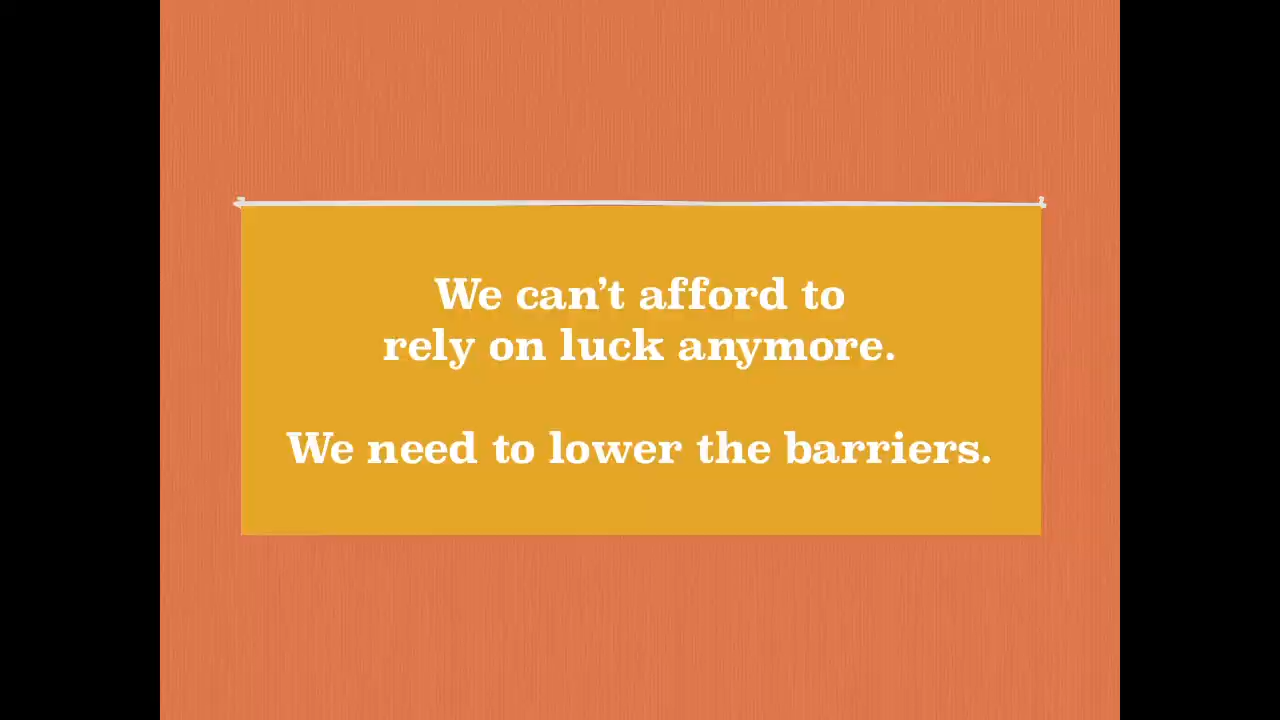 We can’t afford to
rely on luck anymore.
We need to lower the barriers.